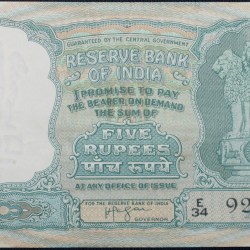 GUARANTEED BY THE CENTRAL GOVERNMENT
RESERVE BANK
OF INDIA
I PROMISE TO PAY
THE BEARER ON DEMAND
THE SUM OF
FIVE
RUPEES
पाँच रुपये
AT ANY OFFICE OF ISSUE
FOR THE RESERVE BANK OF INDIA
GOVERNOR
E
34
92